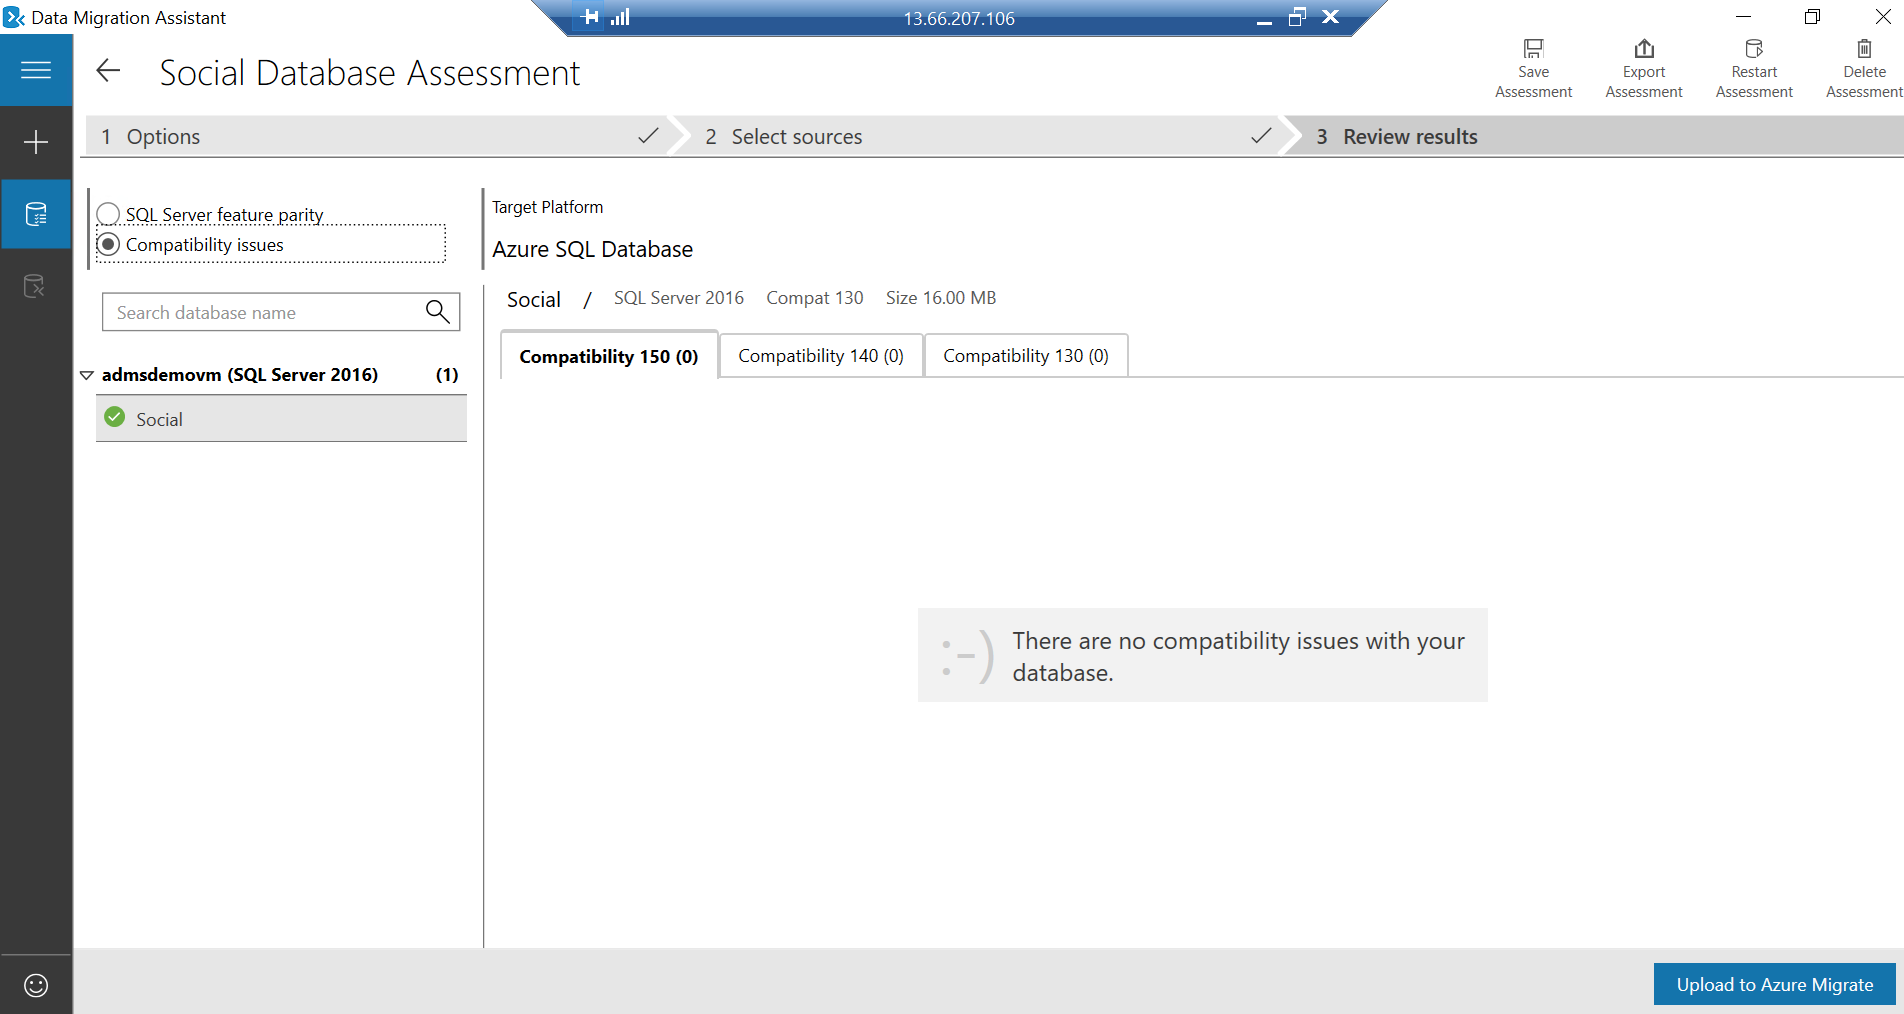 Data Migration Assistant
13.66.207.106
Social Database Assessment
Save
Assessment
Export
Assessment
Restart
Assessment
Delete
Assessment
1 Options
2 Select sources
3 Review results
SQL Server feature parity
Compatibility issues
Search database name
admsdemovm (SQL Server 2016) (1)
Social
Target Platform
Azure SQL Database
Social / SQL Server 2016 Compat 130 Size 16.00 MB
Compatibility 150 (0) Compatibility 140 (0) Compatibility 130 (0)
:-)
There are no compatibility issues with your
database.
Upload to Azure Migrate